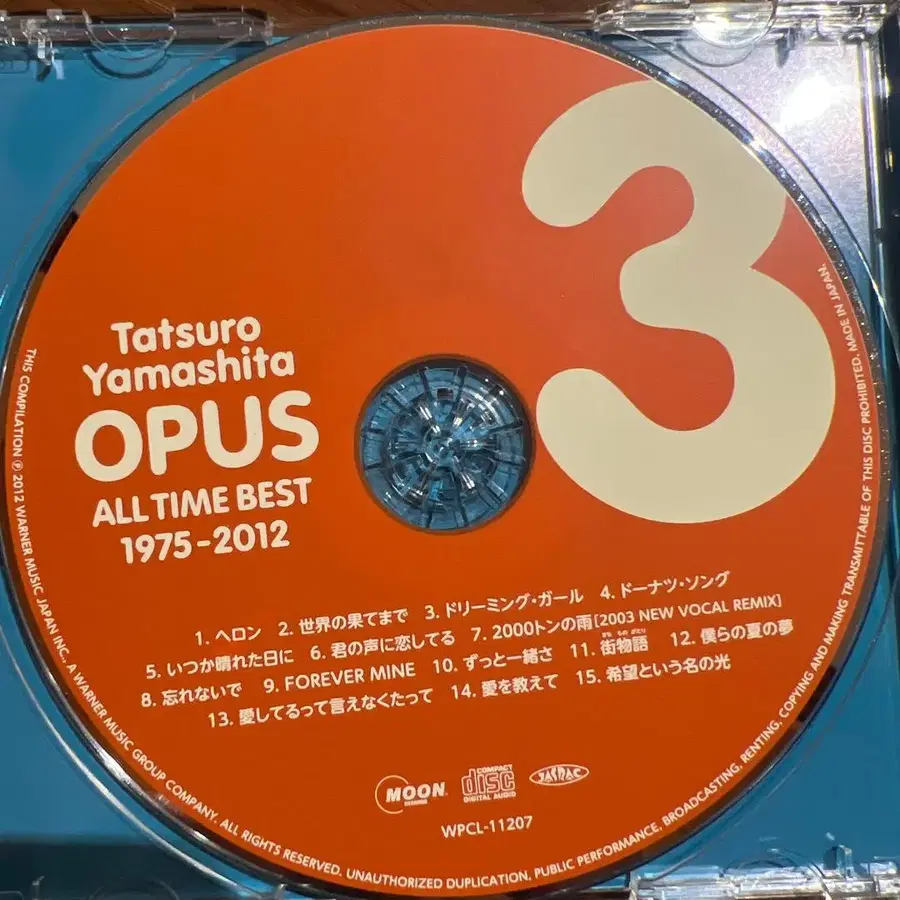 3
Tatsuro
Yamashita
OPUS
ALL TIME BEST
1975-2012
1. ヘロン 2. 世界の果てまで 3. ドリーミング・ガール 4. ドーナツ・ソング
5. いつか晴れた日に 6. 君の声に恋してる 7. 2000トンの雨[2003 NEW VOCAL REMIX]
8. 忘れないで 9. FOREVER MINE 10. ずっと一緒さ 11. 街物語 12. 僕らの夏の夢
まち もの がたり
13. 愛してるって言えなくたって 14. 愛を教えて 15. 希望という名の光
MOON
RECORDS
COMPACT
disc
DIGITAL AUDIO
JASRAC
WPCL-11207
THIS COMPILATION Ⓟ 2012 WARNER MUSIC JAPAN INC., A WARNER MUSIC GROUP COMPANY. ALL RIGHTS RESERVED. UNAUTHORIZED DUPLICATION, PUBLIC PERFORMANCE, BROADCASTING, RENTING, COPYING AND MAKING TRANSMITTABLE OF THIS DISC PROHIBITED. MADE IN JAPAN.